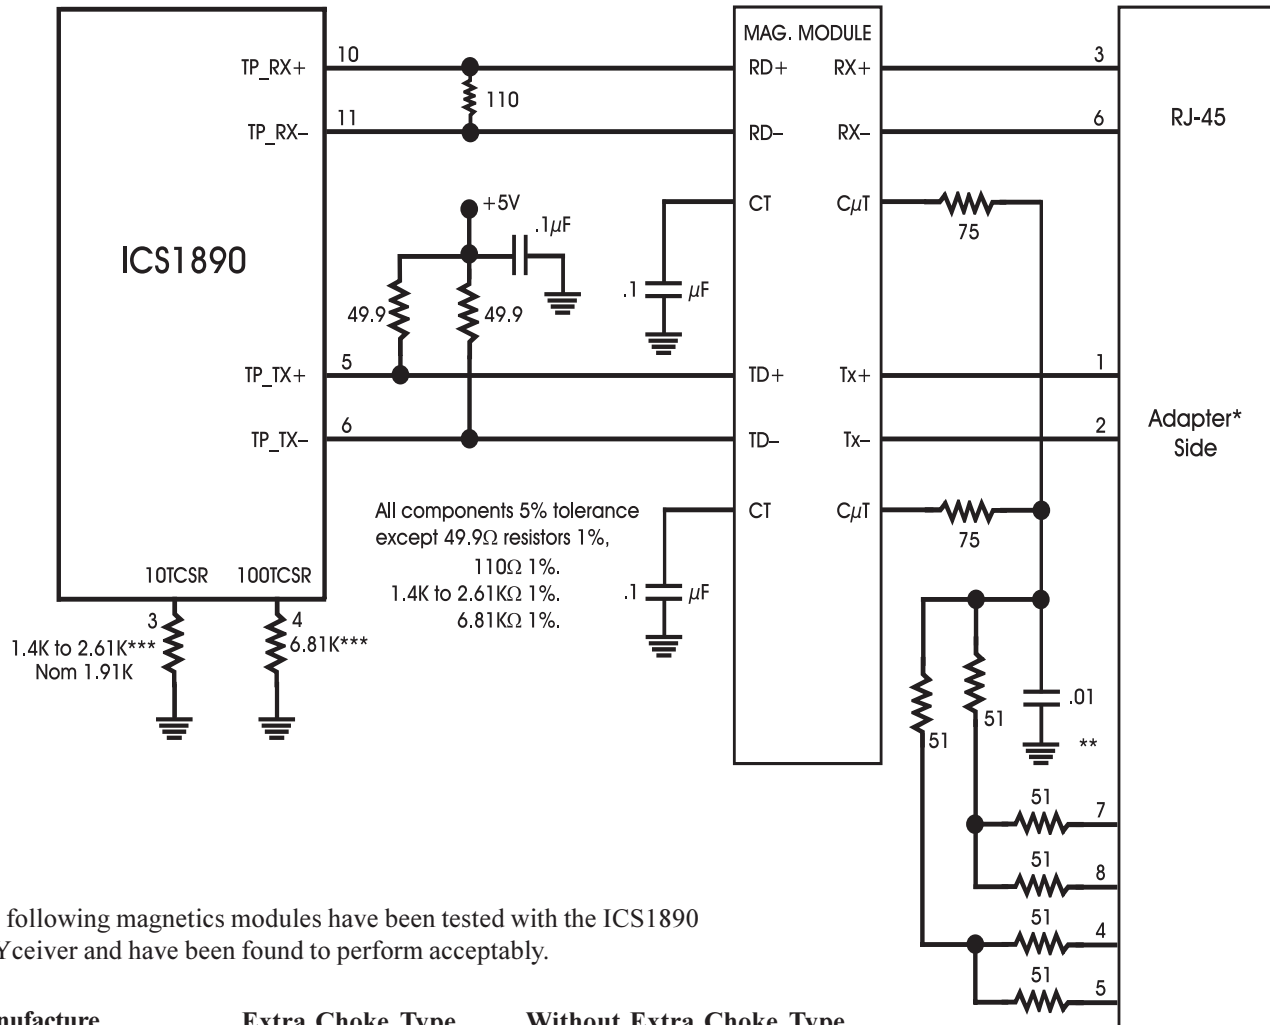 MAG. MODULE
10
TP_RX+
RD+
RX+
3
110
RJ-45
11
TP_RX–
RD–
RX–
6
+5V
CT
CμT
.1μF
75
ICS1890
.1 μF
49.9
49.9
5
TP_TX+
TD+
Tx+
1
Adapter*
Side
6
TP_TX–
TD–
Tx–
2
All components 5% tolerance
except 49.9Ω resistors 1%,
110Ω 1%.
1.4K to 2.61KΩ 1%.
6.81KΩ 1%.
CT
CμT
75
.1 μF
10TCSR
100TCSR
3
4
1.4K to 2.61K***
Nom 1.91K
6.81K***
51
51
.01
**
51
7
51
8
51
4
51
5
following magnetics modules have been tested with the ICS1890
Yceiver and have been found to perform acceptably.
nufacture
Extra Choke Type
Without Extra Choke Type